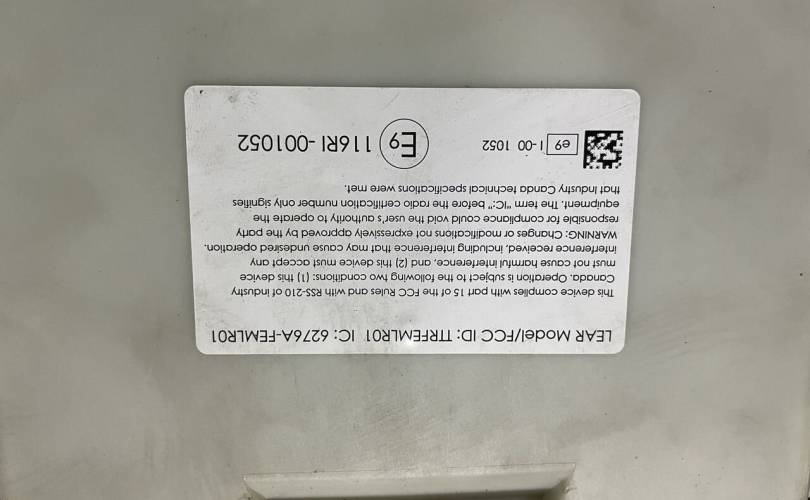 LEAR Model/FCC ID: TTRFEMLR01 IC: 6276A-FEMLR01
This device complies with part 15 of the FCC Rules and with RSS-210 of Industry
Canada. Operation is subject to the following two conditions: (1) this device
must not cause harmful interference, and (2) this device must accept any
interference received, including interference that may cause undesired operation.
WARNING: Changes or modifications not expressively approved by the party
responsible for compliance could void the user's authority to operate the
equipment. The term "IC:" before the radio certification number only signifies
that Industry Canda technical specifications were met.
e9 I-00 1052 E9 116RI-001052